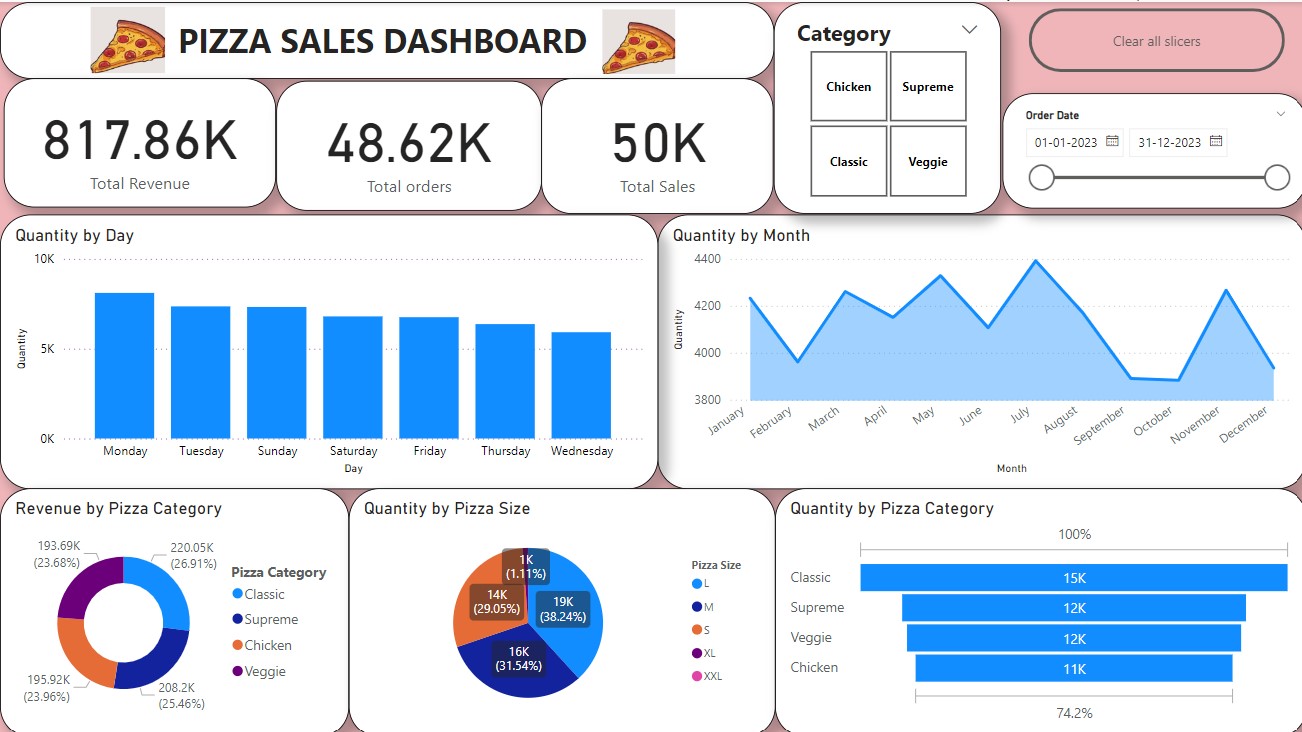 PIZZA SALES DASHBOARD
817.86K
Total Revenue
48.62K
Total orders
50K
Total Sales
Category
Chicken
Supreme
Classic
Veggie
Clear all slicers
Order Date
01-01-2023
31-12-2023
Quantity by Day
10K
5K
0K
Quantity
Monday
Tuesday
Sunday
Saturday
Friday
Thursday
Wednesday
Day
Quantity by Month
4400
4200
4000
3800
Quantity
January
February
March
April
May
June
July
August
September
October
November
December
Month
Revenue by Pizza Category
193.69K
(23.68%)
220.05K
(26.91%)
195.92K
(23.96%)
208.2K
(25.46%)
Pizza Category
Classic
Supreme
Chicken
Veggie
Quantity by Pizza Size
1K
(1.11%)
14K
(29.05%)
19K
(38.24%)
16K
(31.54%)
Pizza Size
L
M
S
XL
XXL
Quantity by Pizza Category
100%
Classic
15K
Supreme
12K
Veggie
12K
Chicken
11K
74.2%